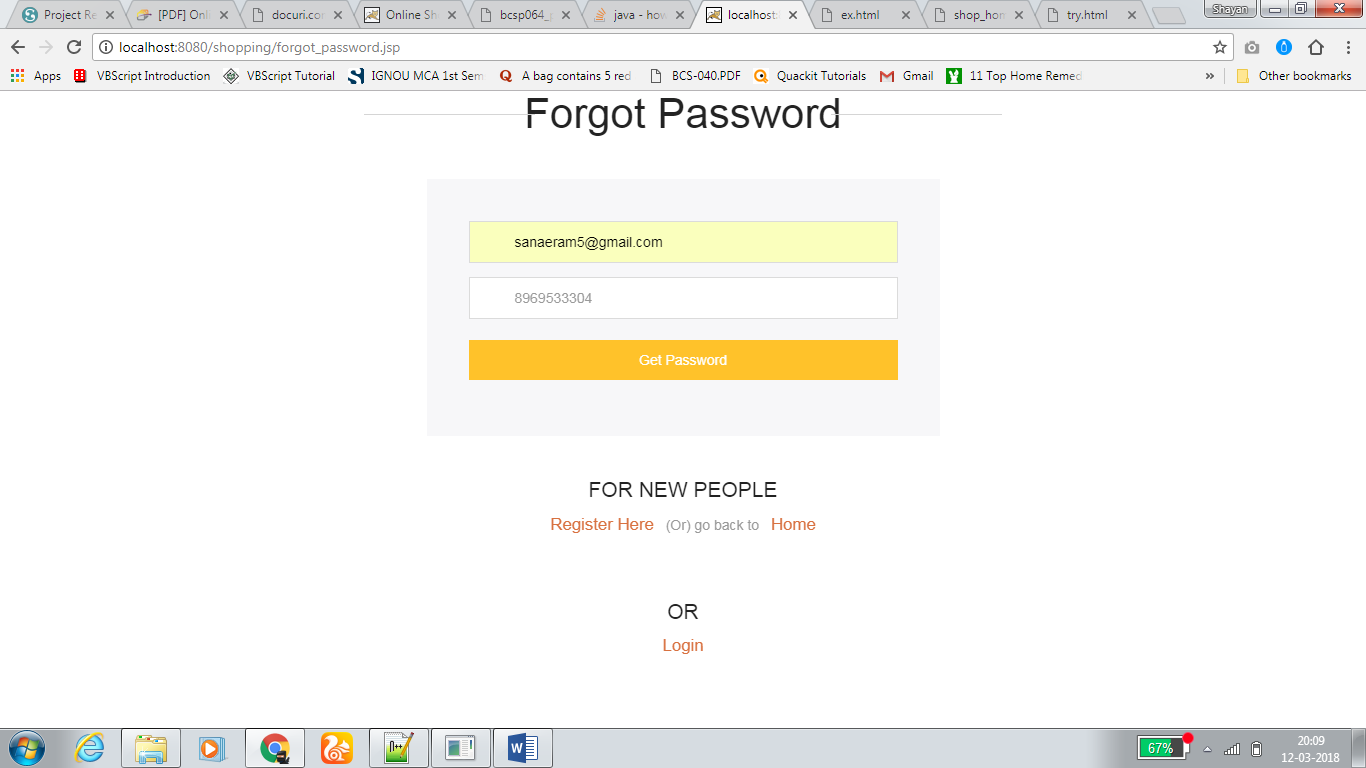 Project Re
[PDF] Onl
docuri.cor
Online Sh
bcsp064_
java - how
localhost:
ex.html
shop_hom
try.html
Shayan
localhost:8080/shopping/forgot_password.jsp
Apps
VBScript Introduction
VBScript Tutorial
IGNOU MCA 1st Sem
A bag contains 5 red
BCS-040.PDF
Quackit Tutorials
Gmail
11 Top Home Remed
»
Other bookmarks
Forgot Password
sanaeram5@gmail.com
8969533304
Get Password
FOR NEW PEOPLE
Register Here (Or) go back to Home
OR
Login
67%
20:09
12-03-2018